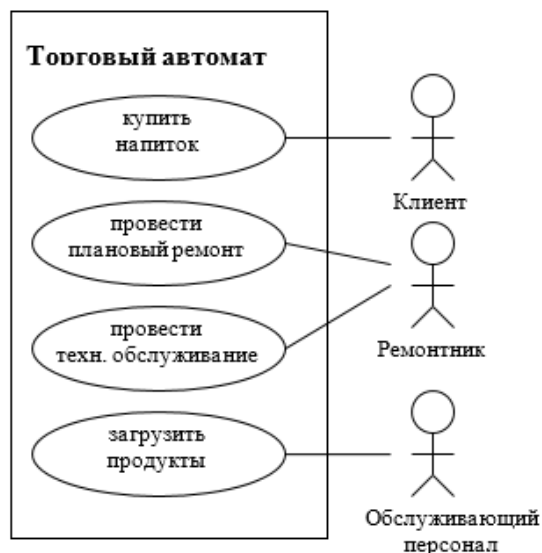 Торговый автомат
купить
напиток
Клиент
провести
плановый ремонт
провести
техн. обслуживание
Ремонтник
загрузить
продукты
Обслуживающий
персонал